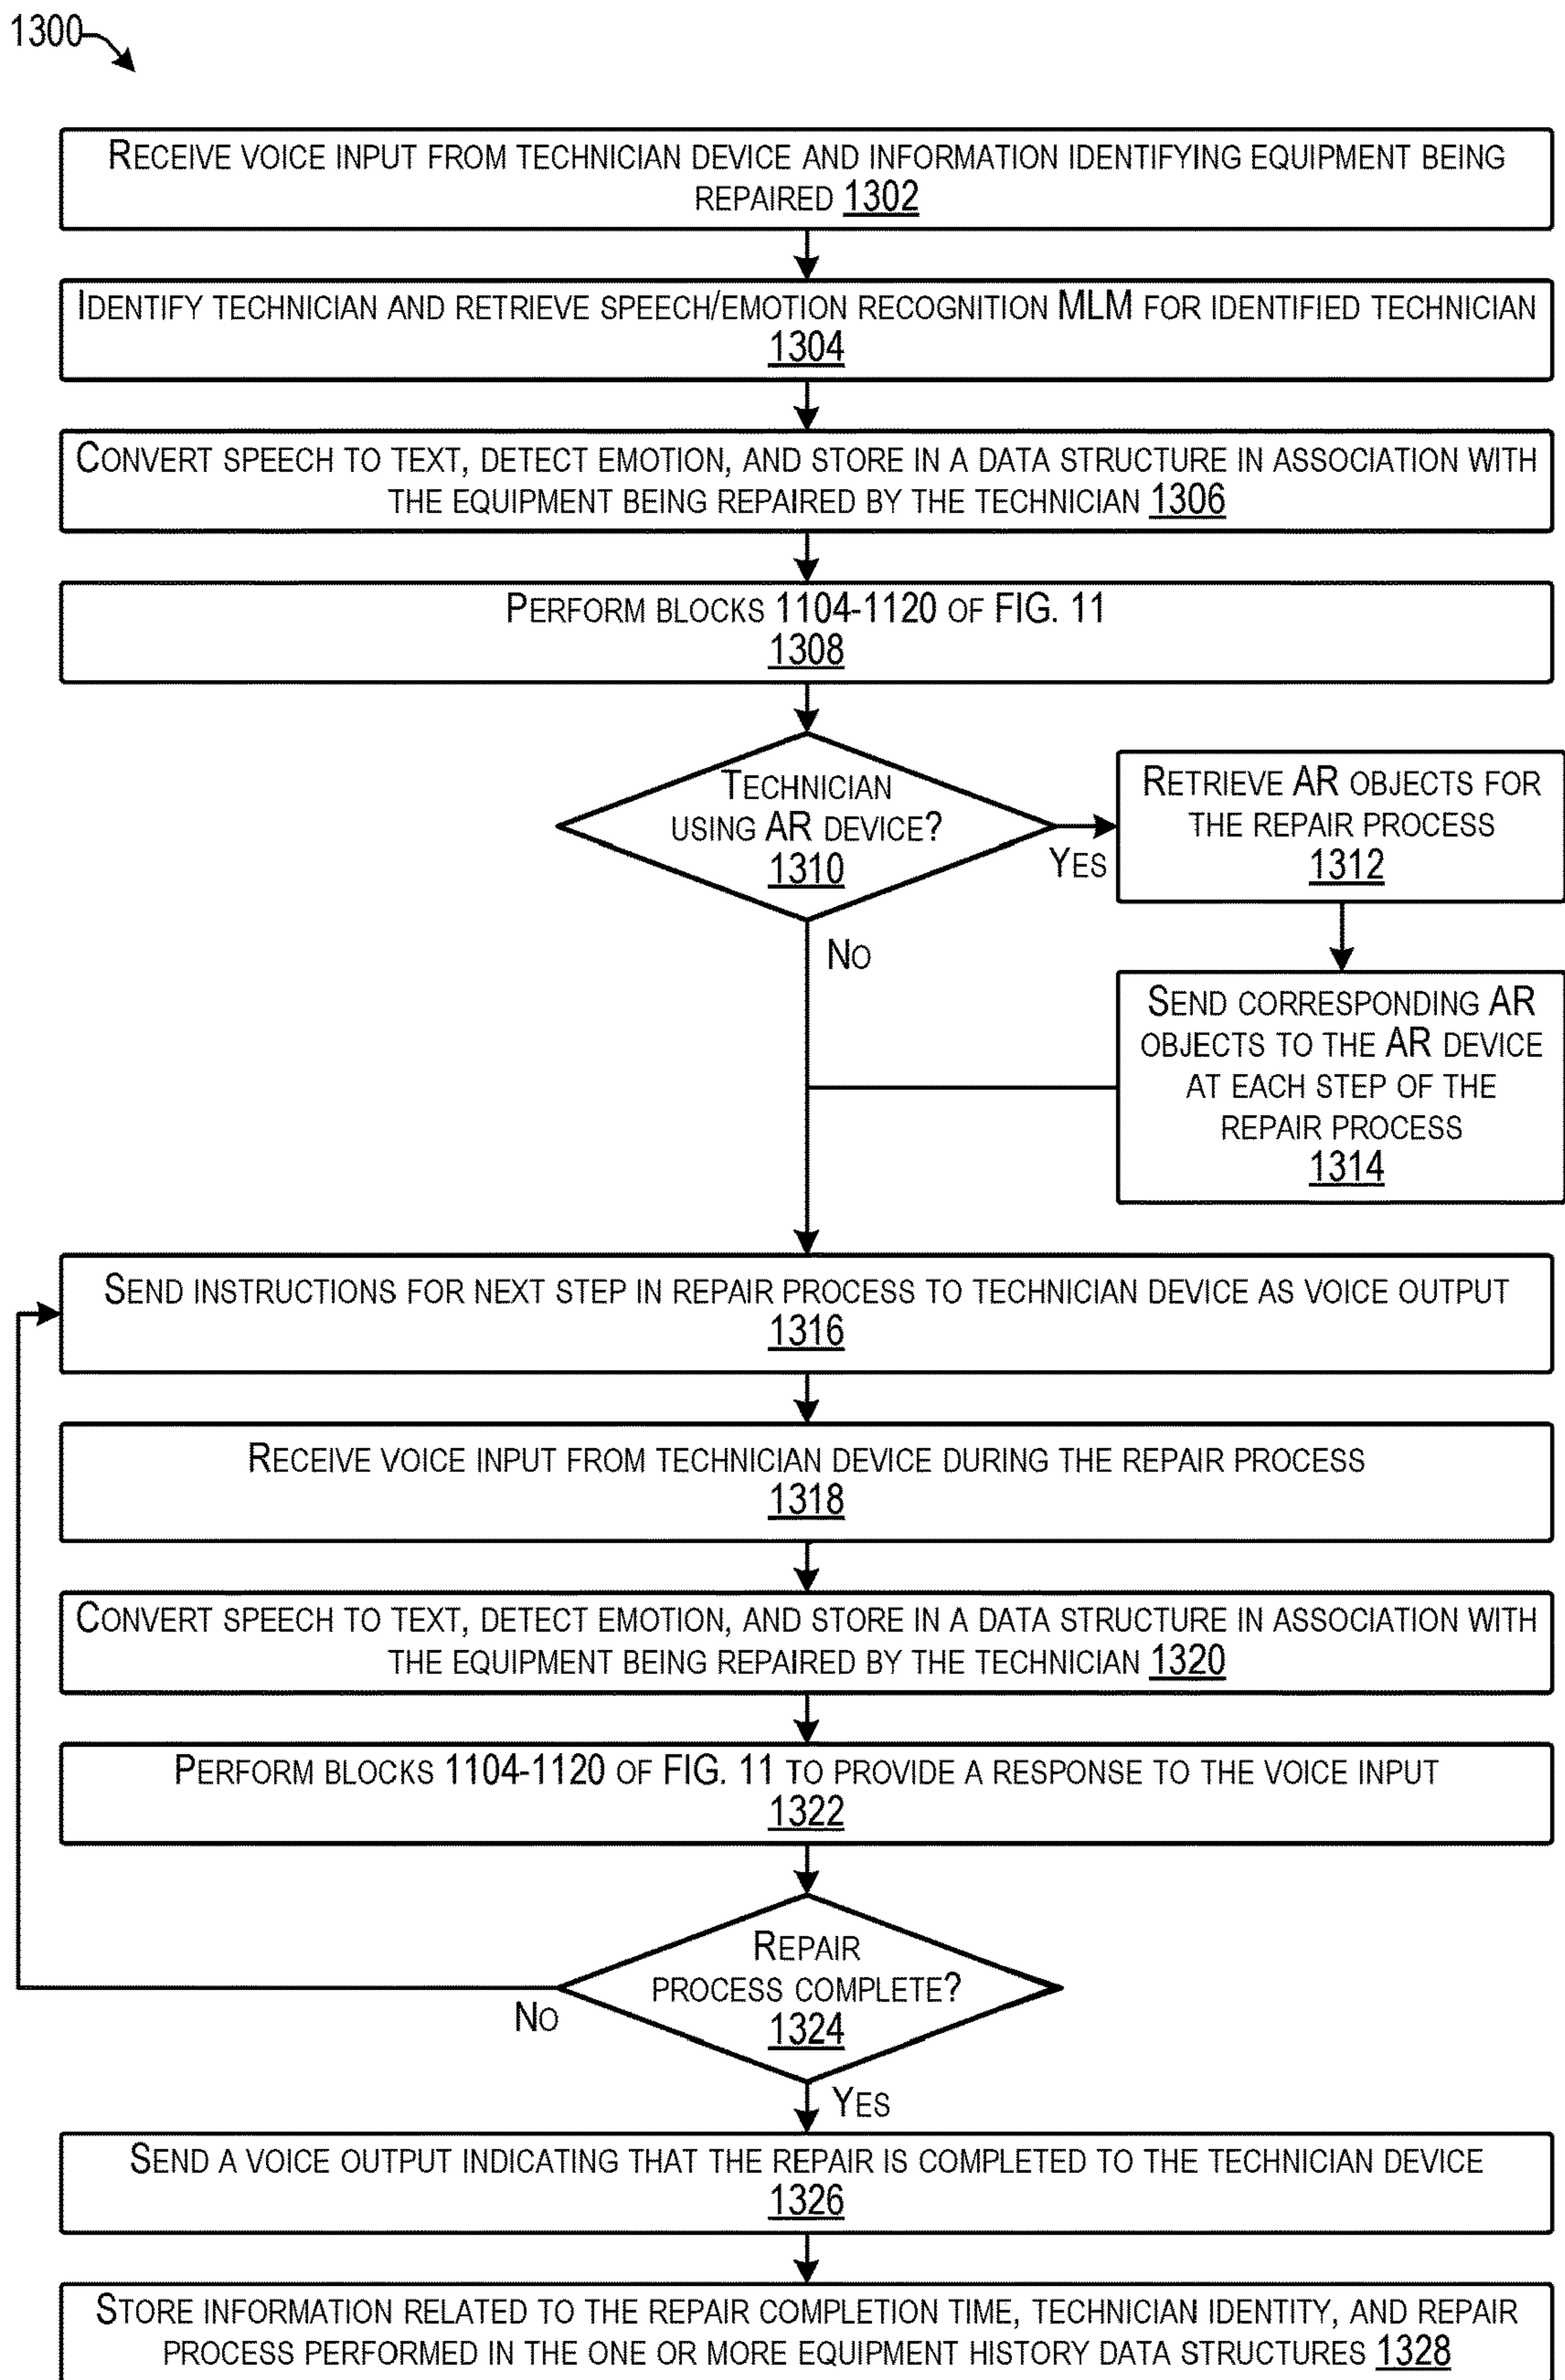 1300
RECEIVE VOICE INPUT FROM TECHNICIAN DEVICE AND INFORMATION IDENTIFYING EQUIPMENT BEING
REPAIRED 1302
IDENTIFY TECHNICIAN AND RETRIEVE SPEECH/EMOTION RECOGNITION MLM FOR IDENTIFIED TECHNICIAN
1304
CONVERT SPEECH TO TEXT, DETECT EMOTION, AND STORE IN A DATA STRUCTURE IN ASSOCIATION WITH
THE EQUIPMENT BEING REPAIRED BY THE TECHNICIAN 1306
PERFORM BLOCKS 1104-1120 OF FIG. 11
1308
TECHNICIAN
USING AR DEVICE?
1310
YES
NO
RETRIEVE AR OBJECTS FOR
THE REPAIR PROCESS
1312
SEND CORRESPONDING AR
OBJECTS TO THE AR DEVICE
AT EACH STEP OF THE
REPAIR PROCESS
1314
SEND INSTRUCTIONS FOR NEXT STEP IN REPAIR PROCESS TO TECHNICIAN DEVICE AS VOICE OUTPUT
1316
RECEIVE VOICE INPUT FROM TECHNICIAN DEVICE DURING THE REPAIR PROCESS
1318
CONVERT SPEECH TO TEXT, DETECT EMOTION, AND STORE IN A DATA STRUCTURE IN ASSOCIATION WITH
THE EQUIPMENT BEING REPAIRED BY THE TECHNICIAN 1320
PERFORM BLOCKS 1104-1120 OF FIG. 11 TO PROVIDE A RESPONSE TO THE VOICE INPUT
1322
REPAIR
PROCESS COMPLETE?
1324
NO
YES
SEND A VOICE OUTPUT INDICATING THAT THE REPAIR IS COMPLETED TO THE TECHNICIAN DEVICE
1326
STORE INFORMATION RELATED TO THE REPAIR COMPLETION TIME, TECHNICIAN IDENTITY, AND REPAIR
PROCESS PERFORMED IN THE ONE OR MORE EQUIPMENT HISTORY DATA STRUCTURES 1328